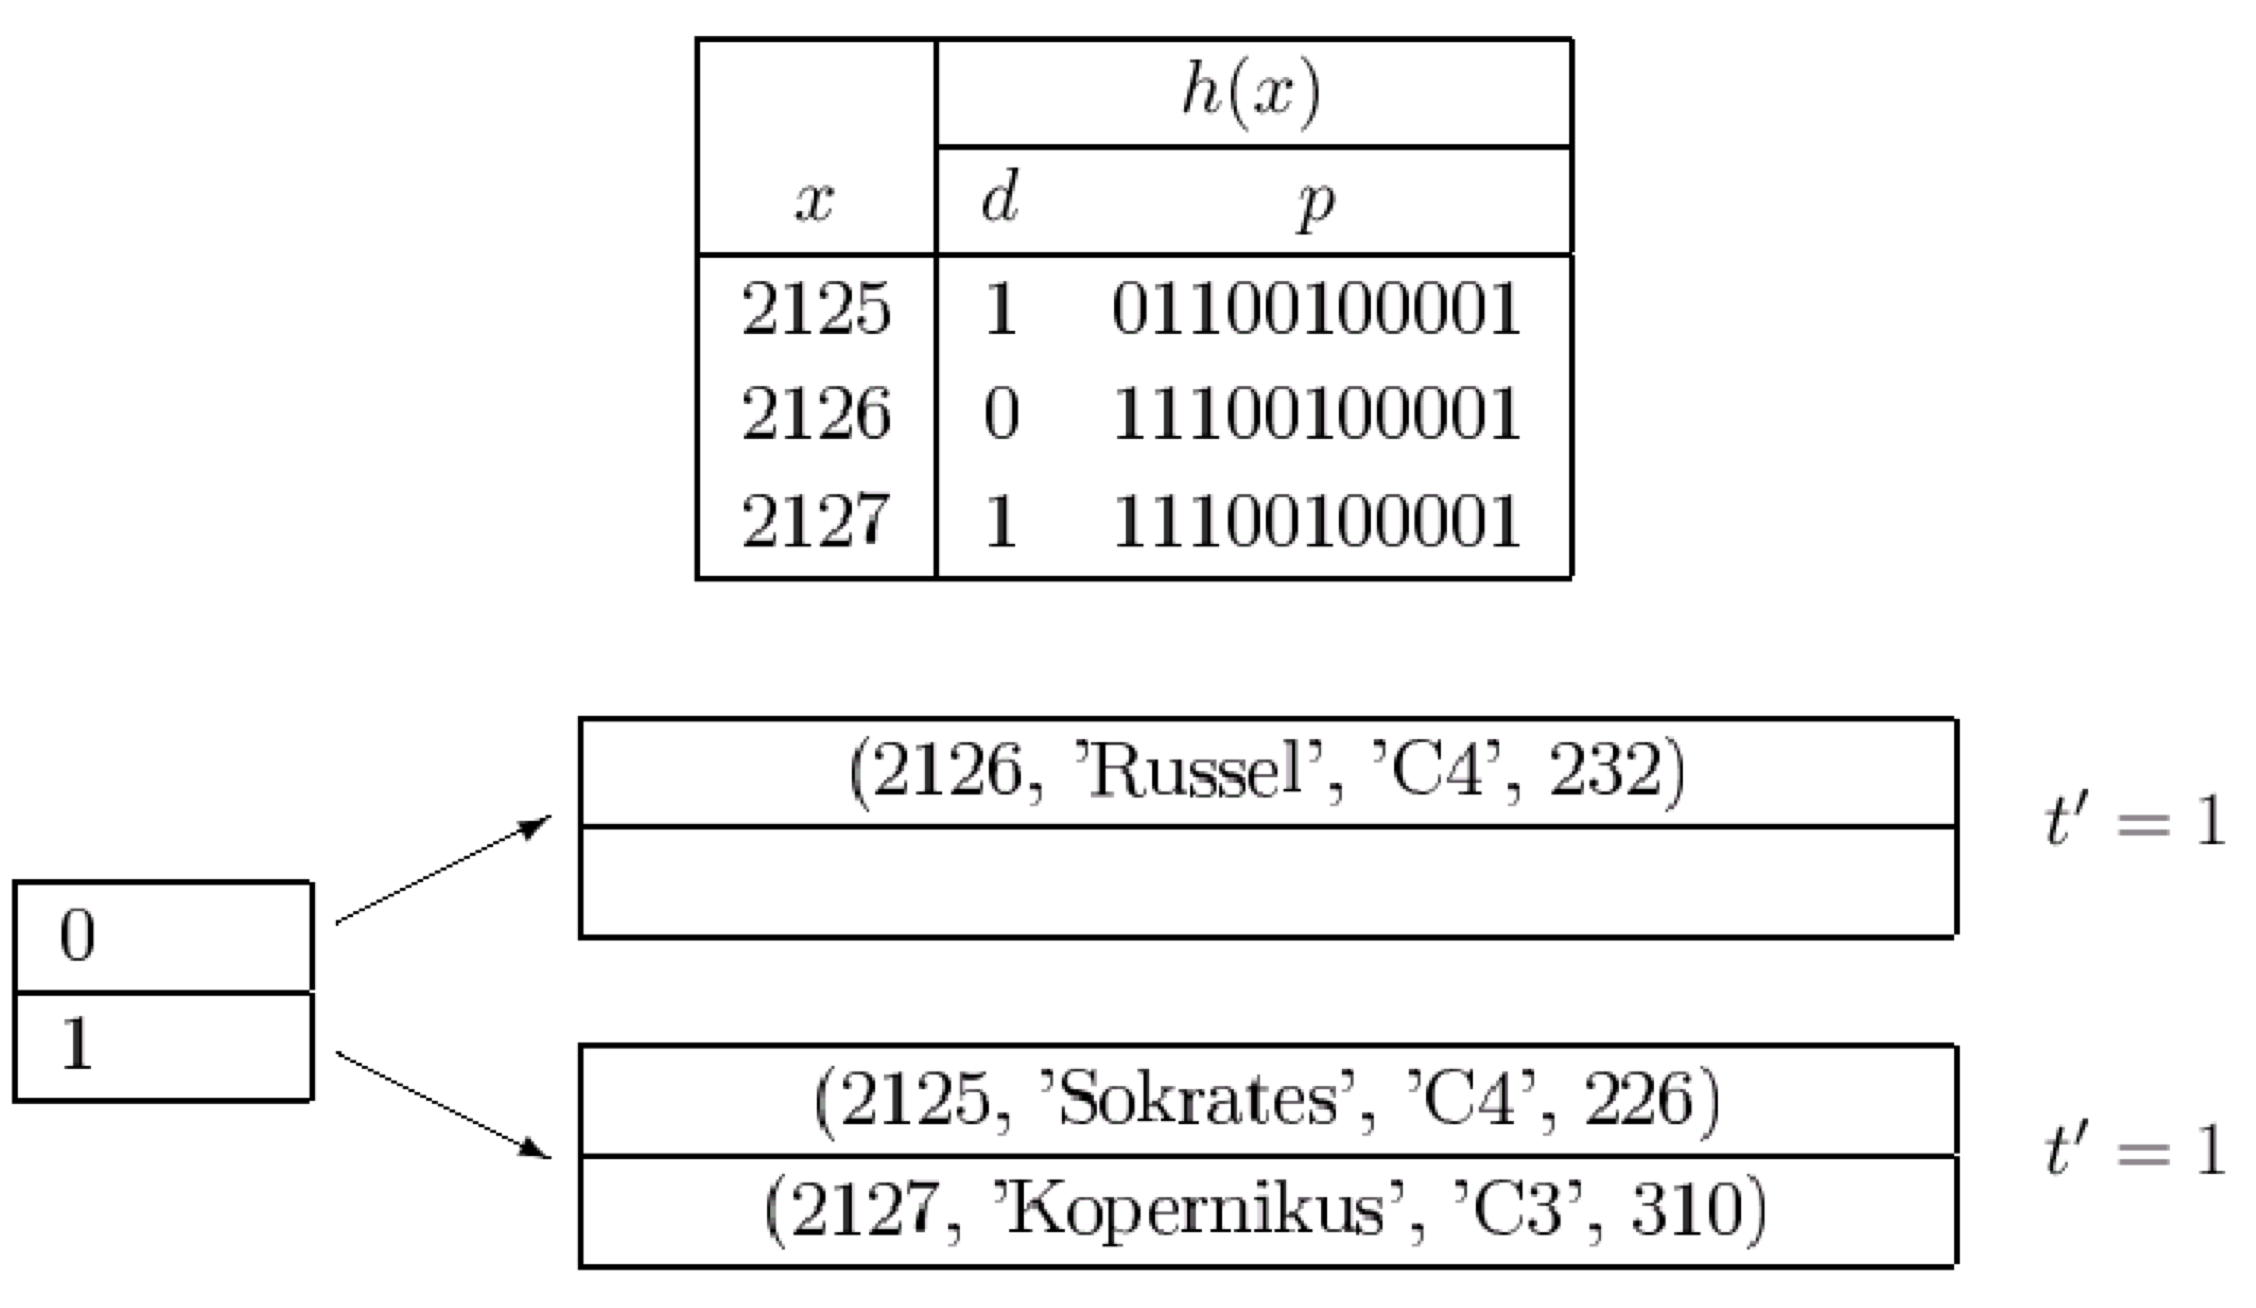 h(x)
x d p
2125 1 01100100001
2126 0 11100100001
2127 1 11100100001
(2126, ’Russel’, ’C4’, 232)
t′ = 1
0
1
(2125, ’Sokrates’, ’C4’, 226)
(2127, ’Kopernikus’, ’C3’, 310)
t′ = 1